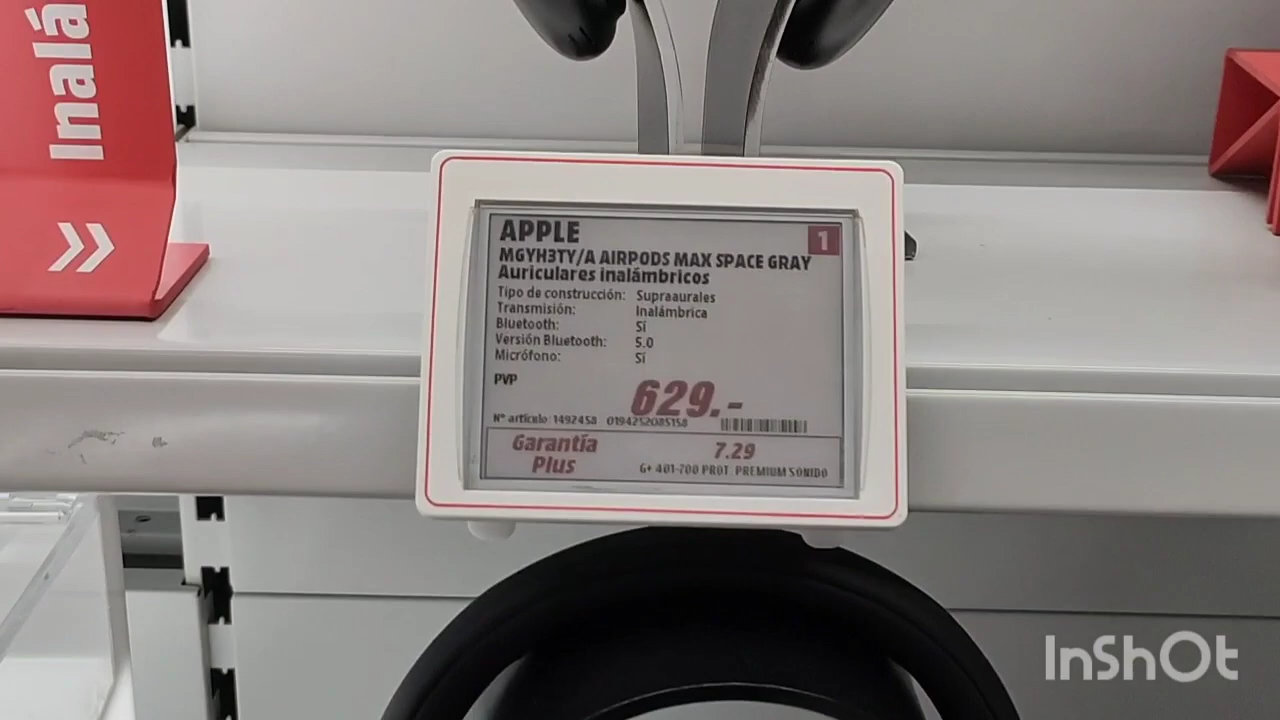 Inalá
APPLE
1
MGYH3TY/A AIRPODS MAX SPACE GRAY
Auriculares inalámbricos
Tipo de construcción: Supraaurales
Transmisión: Inalámbrica
Bluetooth: Sí
Versión Bluetooth: 5.0
Micrófono: Sí
PVP
629.-
Nº artículo: 1492458 0194252085158
Garantía Plus
7.29
G+ 401-700 PROT. PREMIUM SONIDO
InShOt